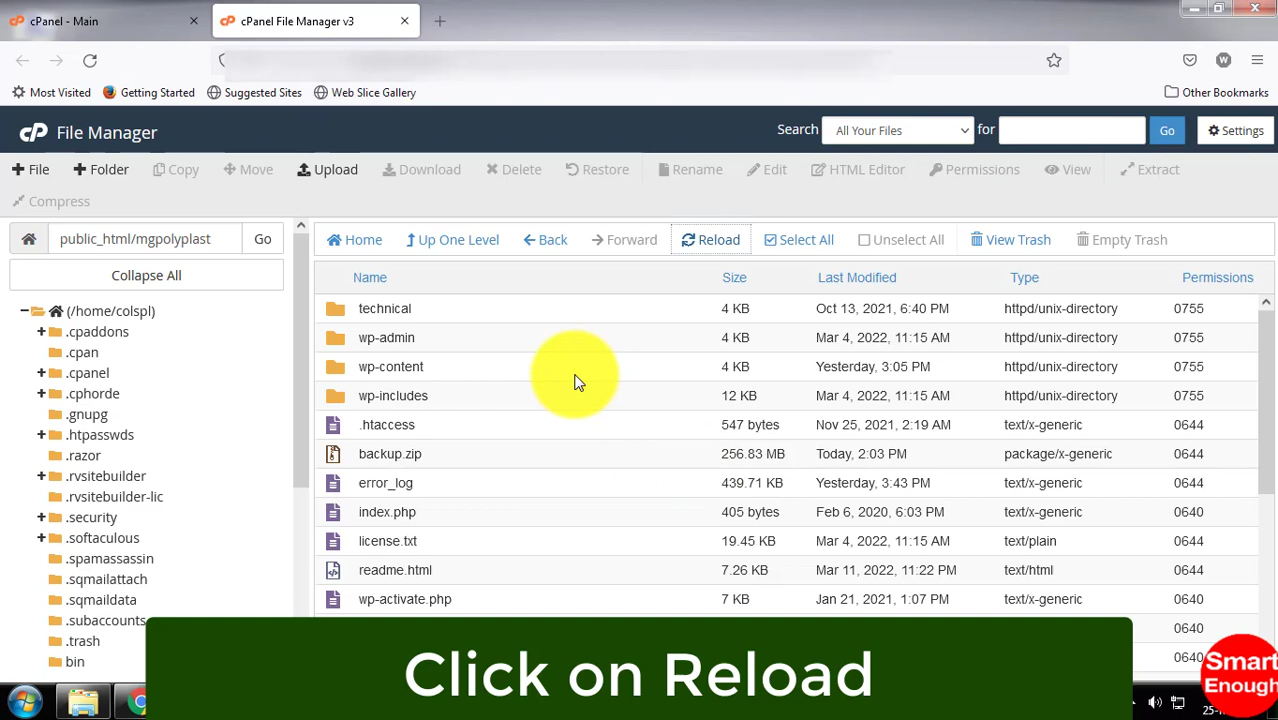 cPanel - Main
cPanel File Manager v3
Most Visited
Getting Started
Suggested Sites
Web Slice Gallery
Other Bookmarks
cP File Manager
Search
All Your Files
for
Go
Settings
+ File
+ Folder
Copy
Move
Upload
Download
Delete
Restore
Rename
Edit
HTML Editor
Permissions
View
Extract
Compress
public_html/mgpolyplast
Go
Collapse All
(/home/colspl)
.cpaddons
.cpan
.cpanel
.cphorde
.gnupg
.htpasswds
.razor
.rvsitebuilder
.rvsitebuilder-lic
.security
.softaculous
.spamassassin
.sqmailattach
.sqmaildata
.subaccounts
.trash
bin
Home
Up One Level
Back
Forward
Reload
Select All
Unselect All
View Trash
Empty Trash
Name Size Last Modified Type Permissions
technical 4 KB Oct 13, 2021, 6:40 PM httpd/unix-directory 0755
wp-admin 4 KB Mar 4, 2022, 11:15 AM httpd/unix-directory 0755
wp-content 4 KB Yesterday, 3:05 PM httpd/unix-directory 0755
wp-includes 12 KB Mar 4, 2022, 11:15 AM httpd/unix-directory 0755
.htaccess 547 bytes Nov 25, 2021, 2:19 AM text/x-generic 0644
backup.zip 256.83 MB Today, 2:03 PM package/x-generic 0644
error_log 439.71 KB Yesterday, 3:43 PM text/x-generic 0644
index.php 405 bytes Feb 6, 2020, 6:03 PM text/x-generic 0640
license.txt 19.45 KB Mar 4, 2022, 11:15 AM text/plain 0644
readme.html 7.26 KB Mar 11, 2022, 11:22 PM text/html 0644
wp-activate.php 7 KB Jan 21, 2021, 1:07 PM text/x-generic 0640
0640
Click on Reload
Smart
Enough